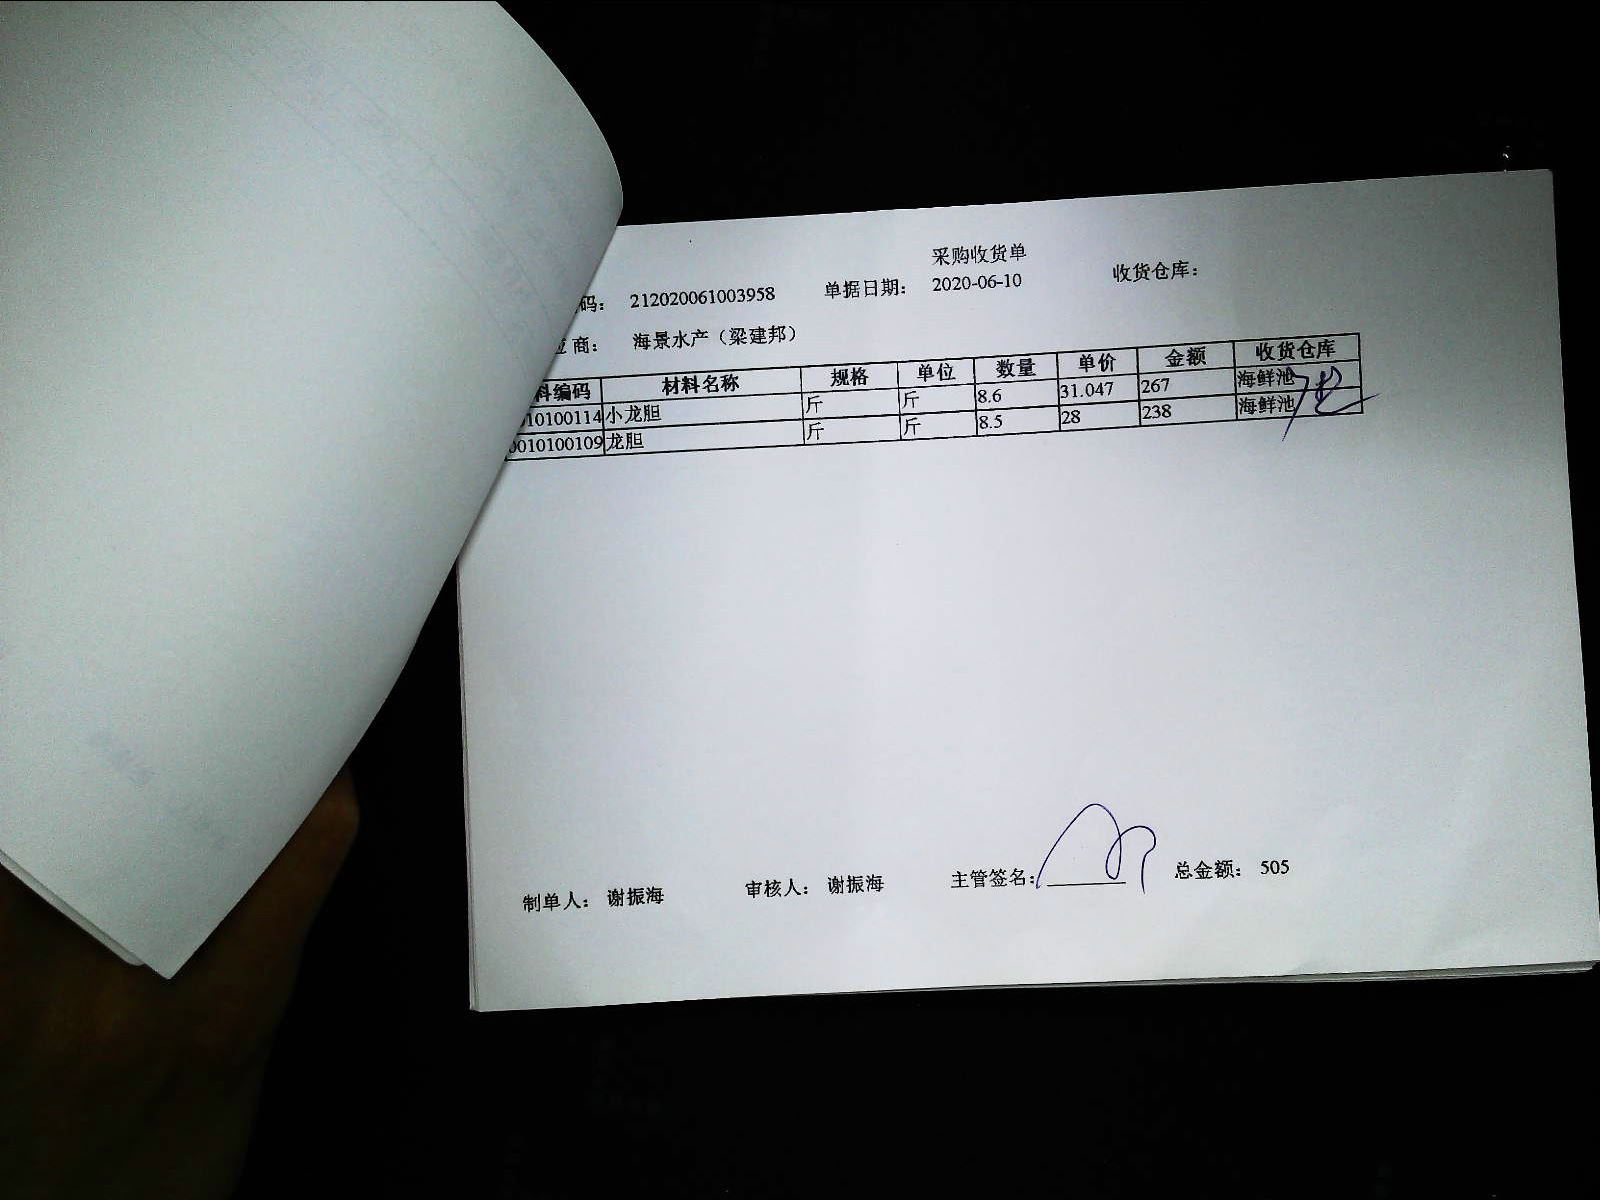 采购收货单
码： 212020061003958 单据日期： 2020-06-10 收货仓库：
应商： 海景水产（梁建邦）
料编码 材料名称 规格 单位 数量 单价 金额 收货仓库
10100114 小龙胆 斤 斤 8.6 31.047 267 海鲜池
0010100109 龙胆 斤 斤 8.5 28 238 海鲜池
制单人： 谢振海 审核人： 谢振海 主管签名： 总金额： 505